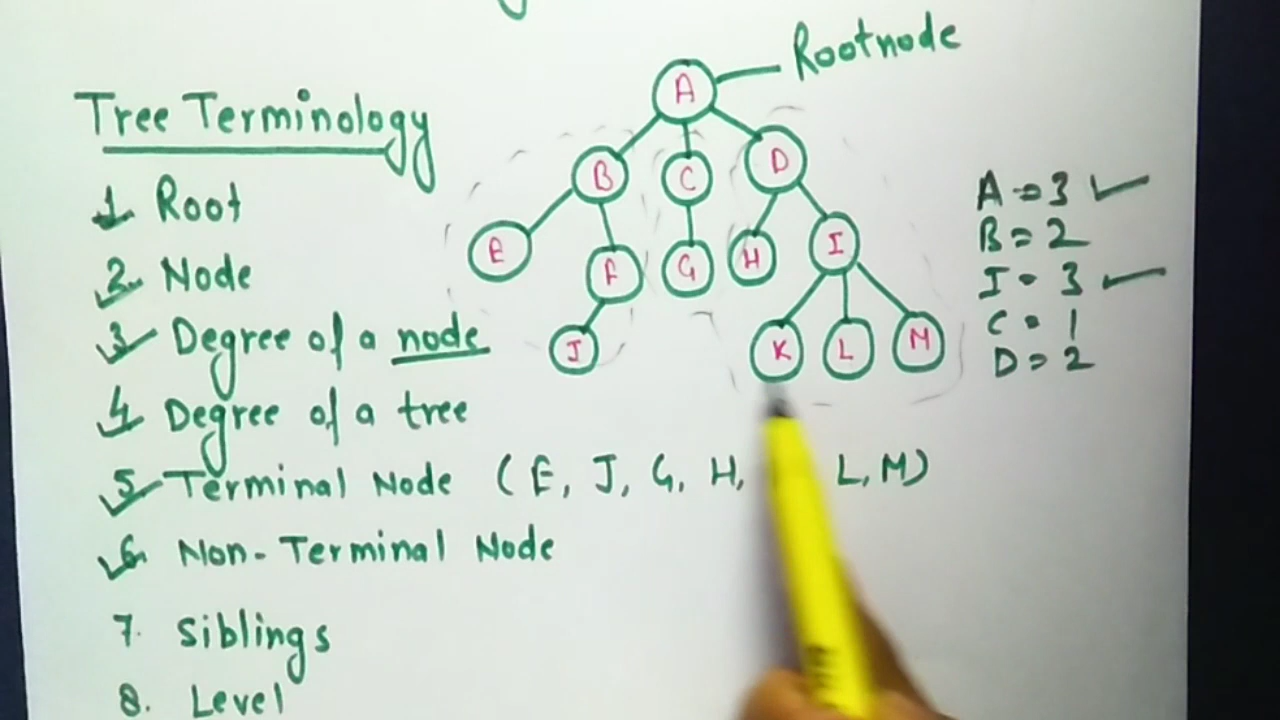 Rootnode
A
Tree Terminology
B C D
1. Root
A = 3
B = 2
E F G H I
2. Node
I = 3
3. Degree of a node
C = 1
J K L M
D = 2
4. Degree of a tree
5. Terminal Node (E, J, G, H, L, M)
6. Non-Terminal Node
7. Siblings
8. Level